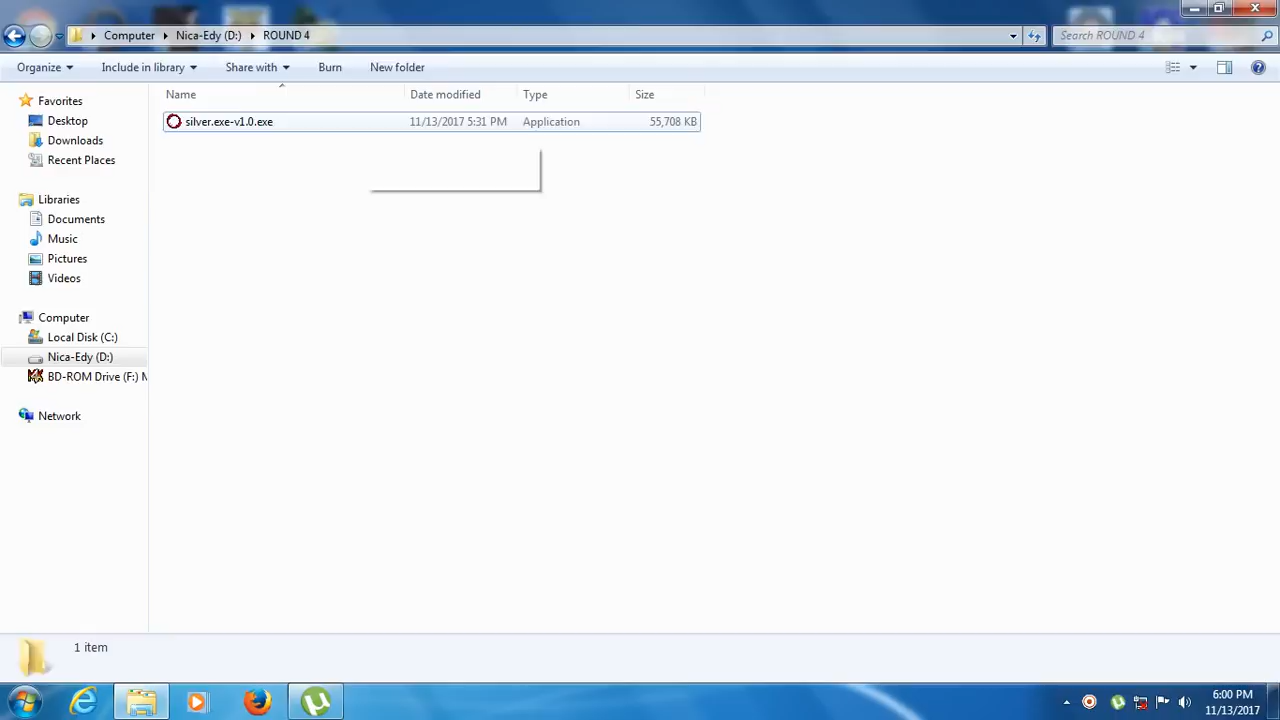 Computer Nica-Edy (D:) ROUND 4 Search ROUND 4
Organize Include in library Share with Burn New folder
Name Date modified Type Size
silver.exe-v1.0.exe 11/13/2017 5:31 PM Application 55,708 KB
Favorites
Desktop
Downloads
Recent Places
Libraries
Documents
Music
Pictures
Videos
Computer
Local Disk (C:)
Nica-Edy (D:)
BD-ROM Drive (F:) M
Network
1 item
6:00 PM
11/13/2017